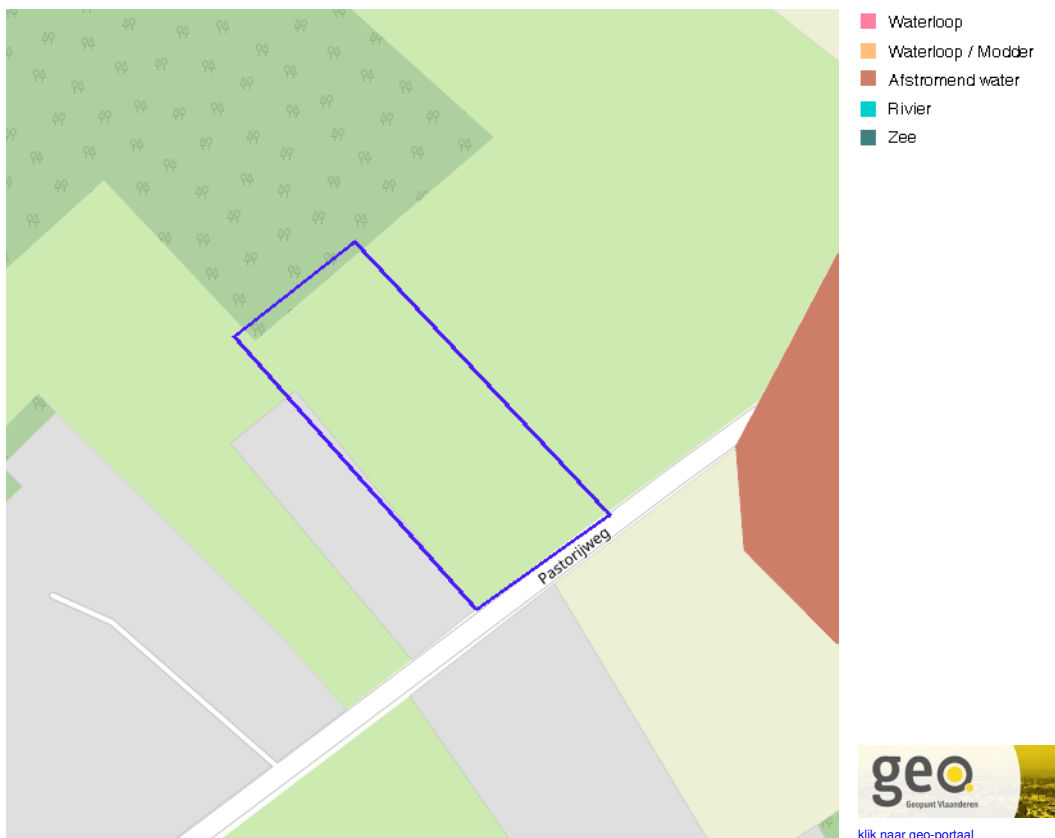 Waterloop
Waterloop / Modder
Afstromend water
Rivier
Zee
Pastorijweg
geo.
Geopunt Vlaanderen
klik naar geo-portaal